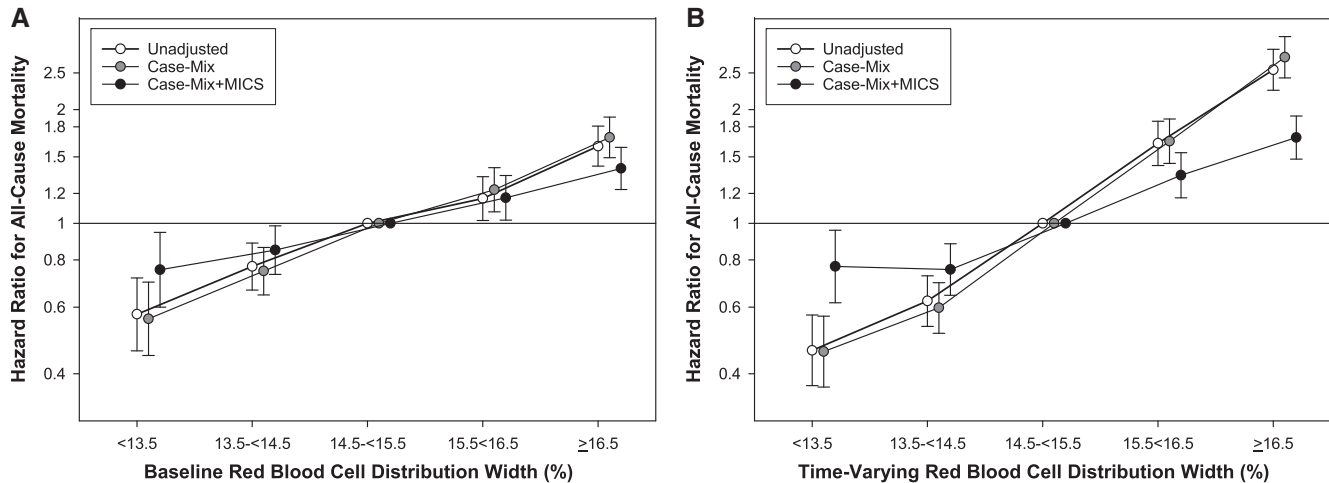 A
Hazard Ratio for All-Cause Mortality
Unadjusted
Case-Mix
Case-Mix+MICS
2.5
2
1.8
1.5
1.2
1
0.8
0.6
0.4
<13.5
13.5-<14.5
14.5-<15.5
15.5<16.5
≥16.5
Baseline Red Blood Cell Distribution Width (%)
B
Hazard Ratio for All-Cause Mortality
Unadjusted
Case-Mix
Case-Mix+MICS
2.5
2
1.8
1.5
1.2
1
0.8
0.6
0.4
<13.5
13.5-<14.5
14.5-<15.5
15.5<16.5
≥16.5
Time-Varying Red Blood Cell Distribution Width (%)